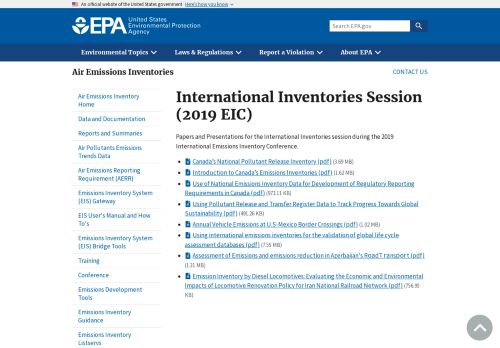 An official website of the United States government Here's how you know
EPA United States
Environmental Protection
Agency
Search EPA.gov
Environmental Topics
Laws & Regulations
Report a Violation
About EPA
Air Emissions Inventories
CONTACT US
Air Emissions Inventory
Home
Data and Documentation
Reports and Summaries
Air Pollutants Emissions
Trends Data
Air Emissions Reporting
Requirement (AERR)
Emissions Inventory System
(EIS) Gateway
EIS User's Manual and How
To's
Emissions Inventory System
(EIS) Bridge Tools
Training
Conference
Emissions Development
Tools
Emissions Inventory
Guidance
Emissions Inventory
Listservs
International Inventories Session
(2019 EIC)
Papers and Presentations for the International Inventories session during the 2019
International Emissions Inventory Conference.
Canada's National Pollutant Release Inventory (pdf) (3.69 MB)
Introduction to Canada's Emissions Inventories (pdf) (1.62 MB)
Use of National Emissions Inventory Data for Development of Regulatory Reporting
Requirements in Canada (pdf) (973.11 KB)
Using Pollutant Release and Transfer Register Data to Track Progress Towards Global
Sustainability (pdf) (491.26 KB)
Annual Vehicle Emissions at U.S-Mexico Border Crossings (pdf) (1.02 MB)
Using international emissions inventories for the validation of global life cycle
assessment databases (pdf) (7.55 MB)
Assessment of Emissions and emissions reduction in Azerbaijan's ROAD Transport (pdf)
(1.31 MB)
Emission Inventory by Diesel Locomotives: Evaluating the Economic and Environmental
Impacts of Locomotive Renovation Policy for Iran National Railroad Network (pdf) (756.95
KB)